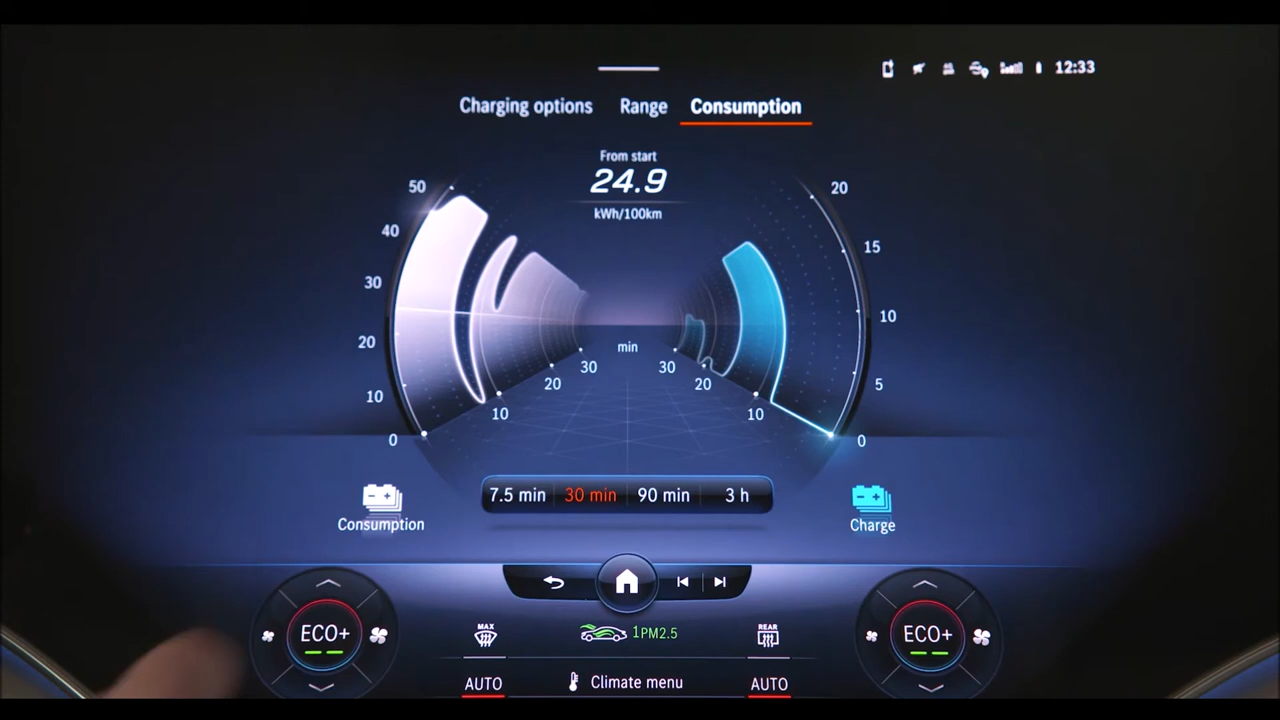 12:33
Charging options Range Consumption
From start
24.9
kWh/100km
50
40
30
20
10
0
20
15
10
5
0
min
30 30
20 20
10 10
7.5 min 30 min 90 min 3 h
Consumption
Charge
ECO+
MAX
1PM2.5
REAR
ECO+
AUTO
Climate menu
AUTO